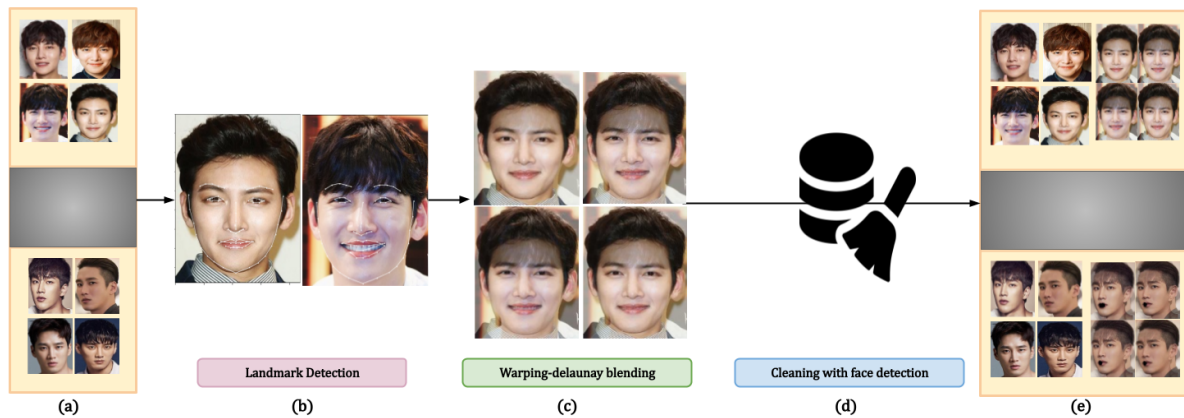 Landmark Detection
Warping-delaunay blending
Cleaning with face detection
(a)
(b)
(c)
(d)
(e)